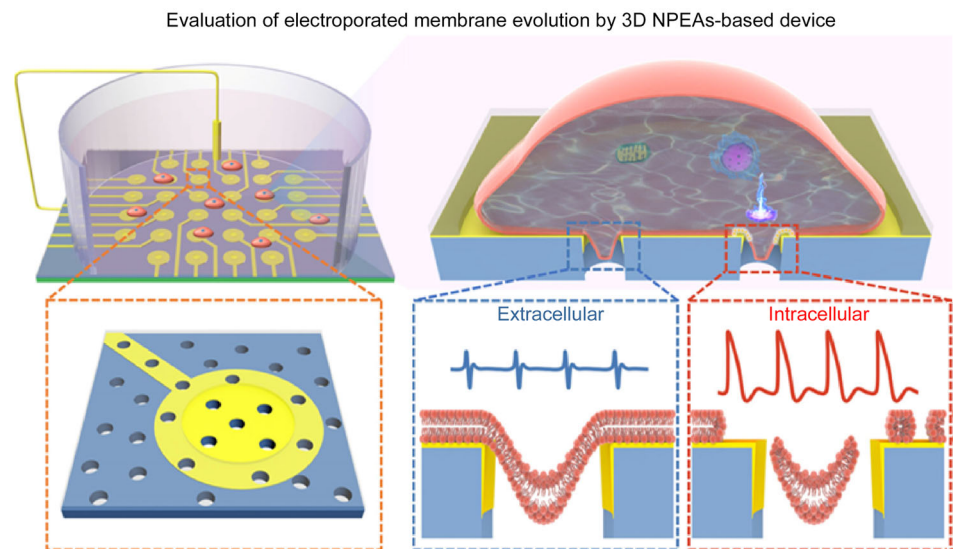 Evaluation of electroporated membrane evolution by 3D NPEAs-based device
Extracellular
Intracellular